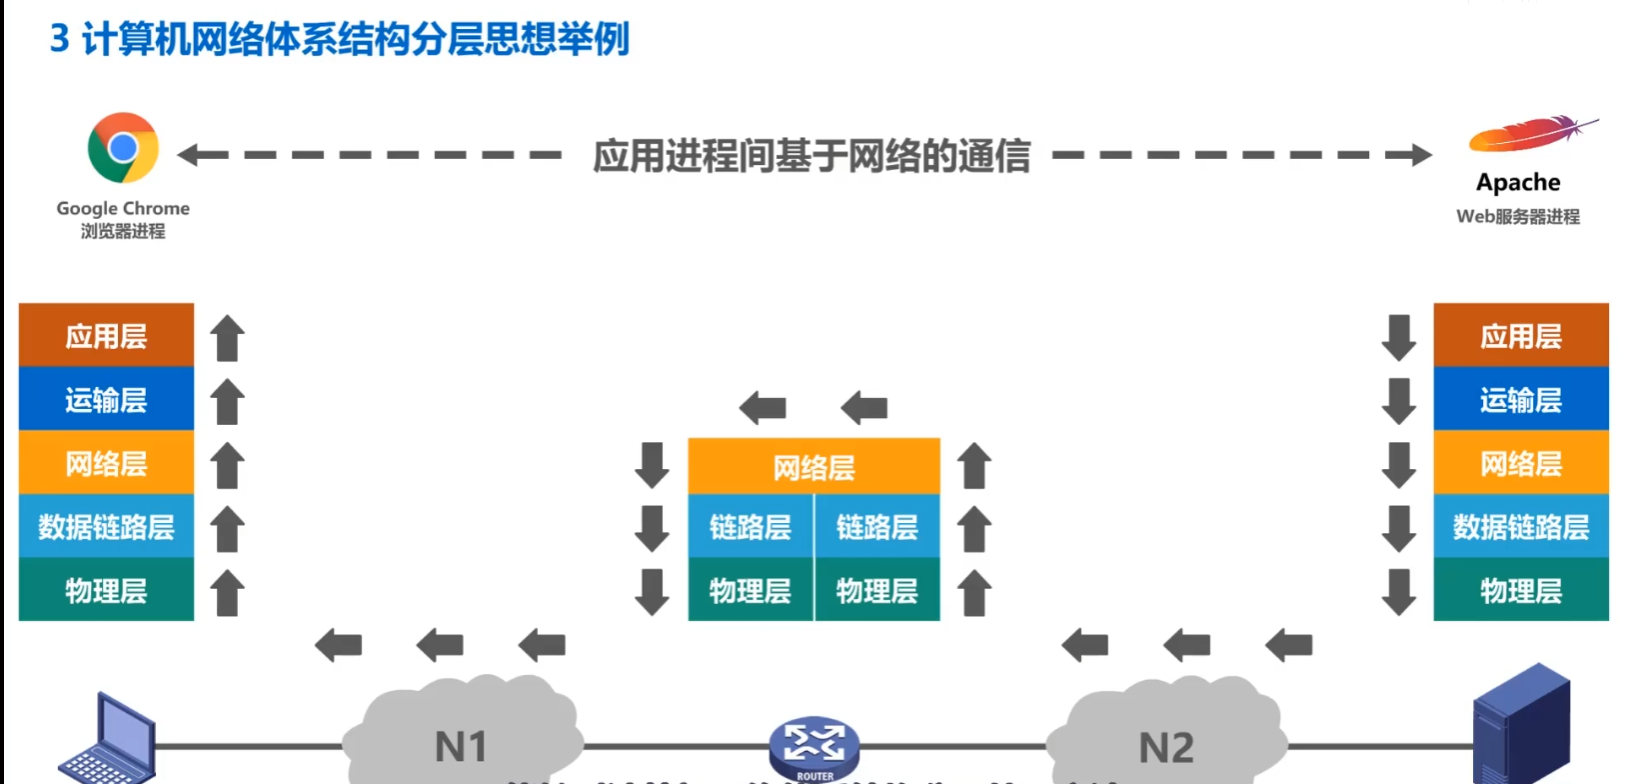 3 计算机网络体系结构分层思想举例
应用进程间基于网络的通信
Google Chrome
浏览器进程
Apache
Web服务器进程
应用层
运输层
网络层
数据链路层
物理层
网络层
链路层 链路层
物理层 物理层
应用层
运输层
网络层
数据链路层
物理层
N1
ROUTER
N2